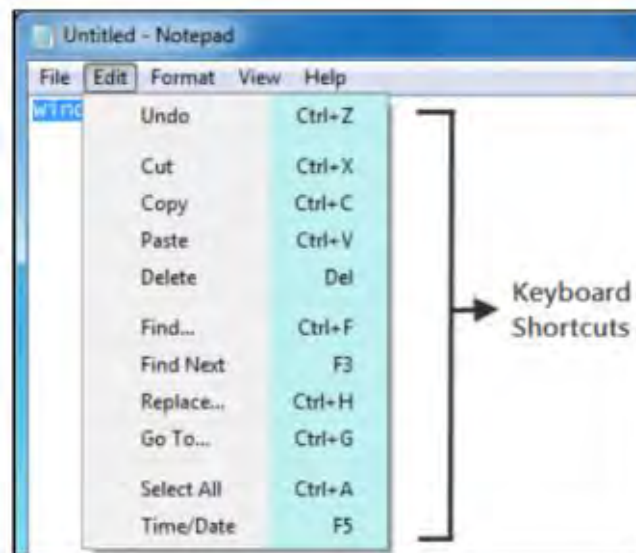 Untitled - Notepad
File Edit Format View Help
wind
Undo Ctrl+Z
Cut Ctrl+X
Copy Ctrl+C
Paste Ctrl+V
Delete Del
Find... Ctrl+F
Find Next F3
Replace... Ctrl+H
Go To... Ctrl+G
Select All Ctrl+A
Time/Date F5
Keyboard
Shortcuts